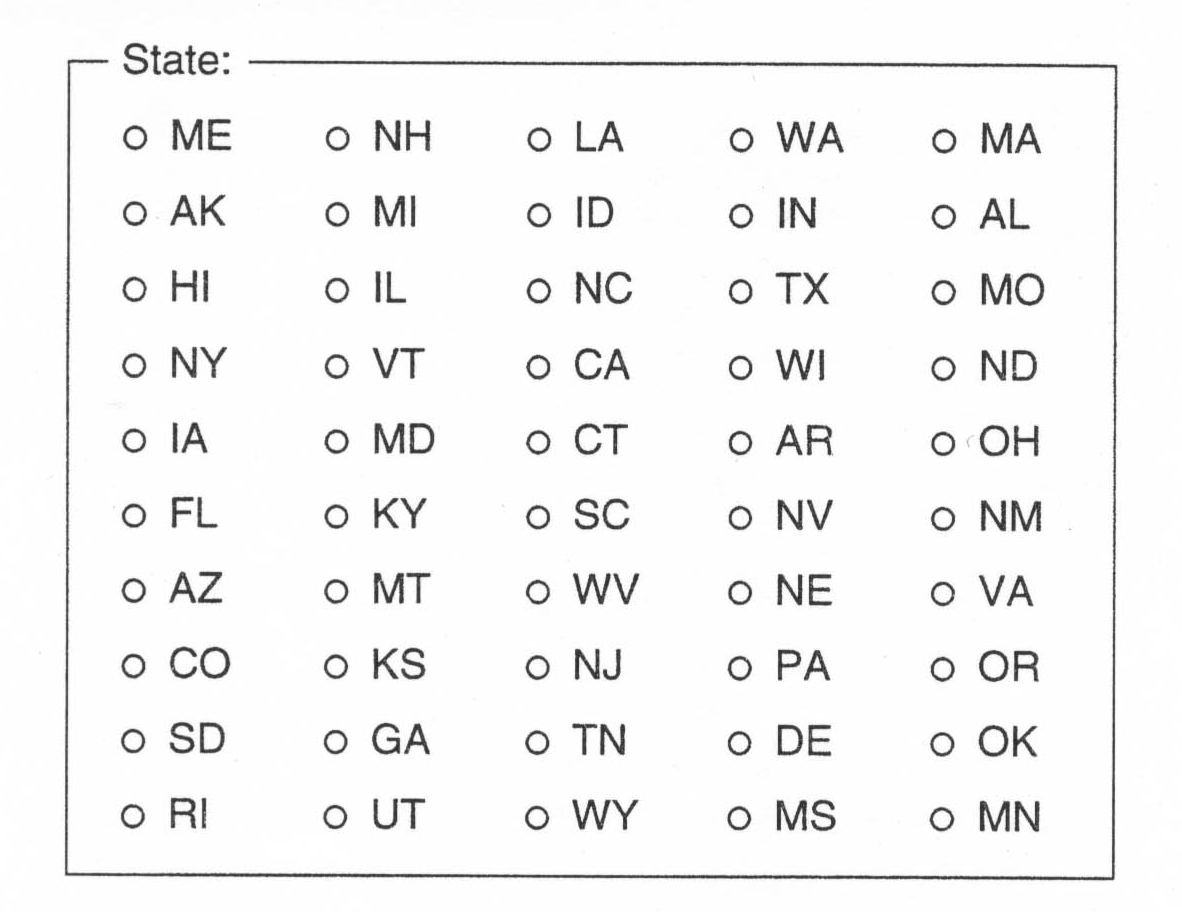 State:
ME NH LA WA MA
AK MI ID IN AL
HI IL NC TX MO
NY VT CA WI ND
IA MD CT AR OH
FL KY SC NV NM
AZ MT WV NE VA
CO KS NJ PA OR
SD GA TN DE OK
RI UT WY MS MN